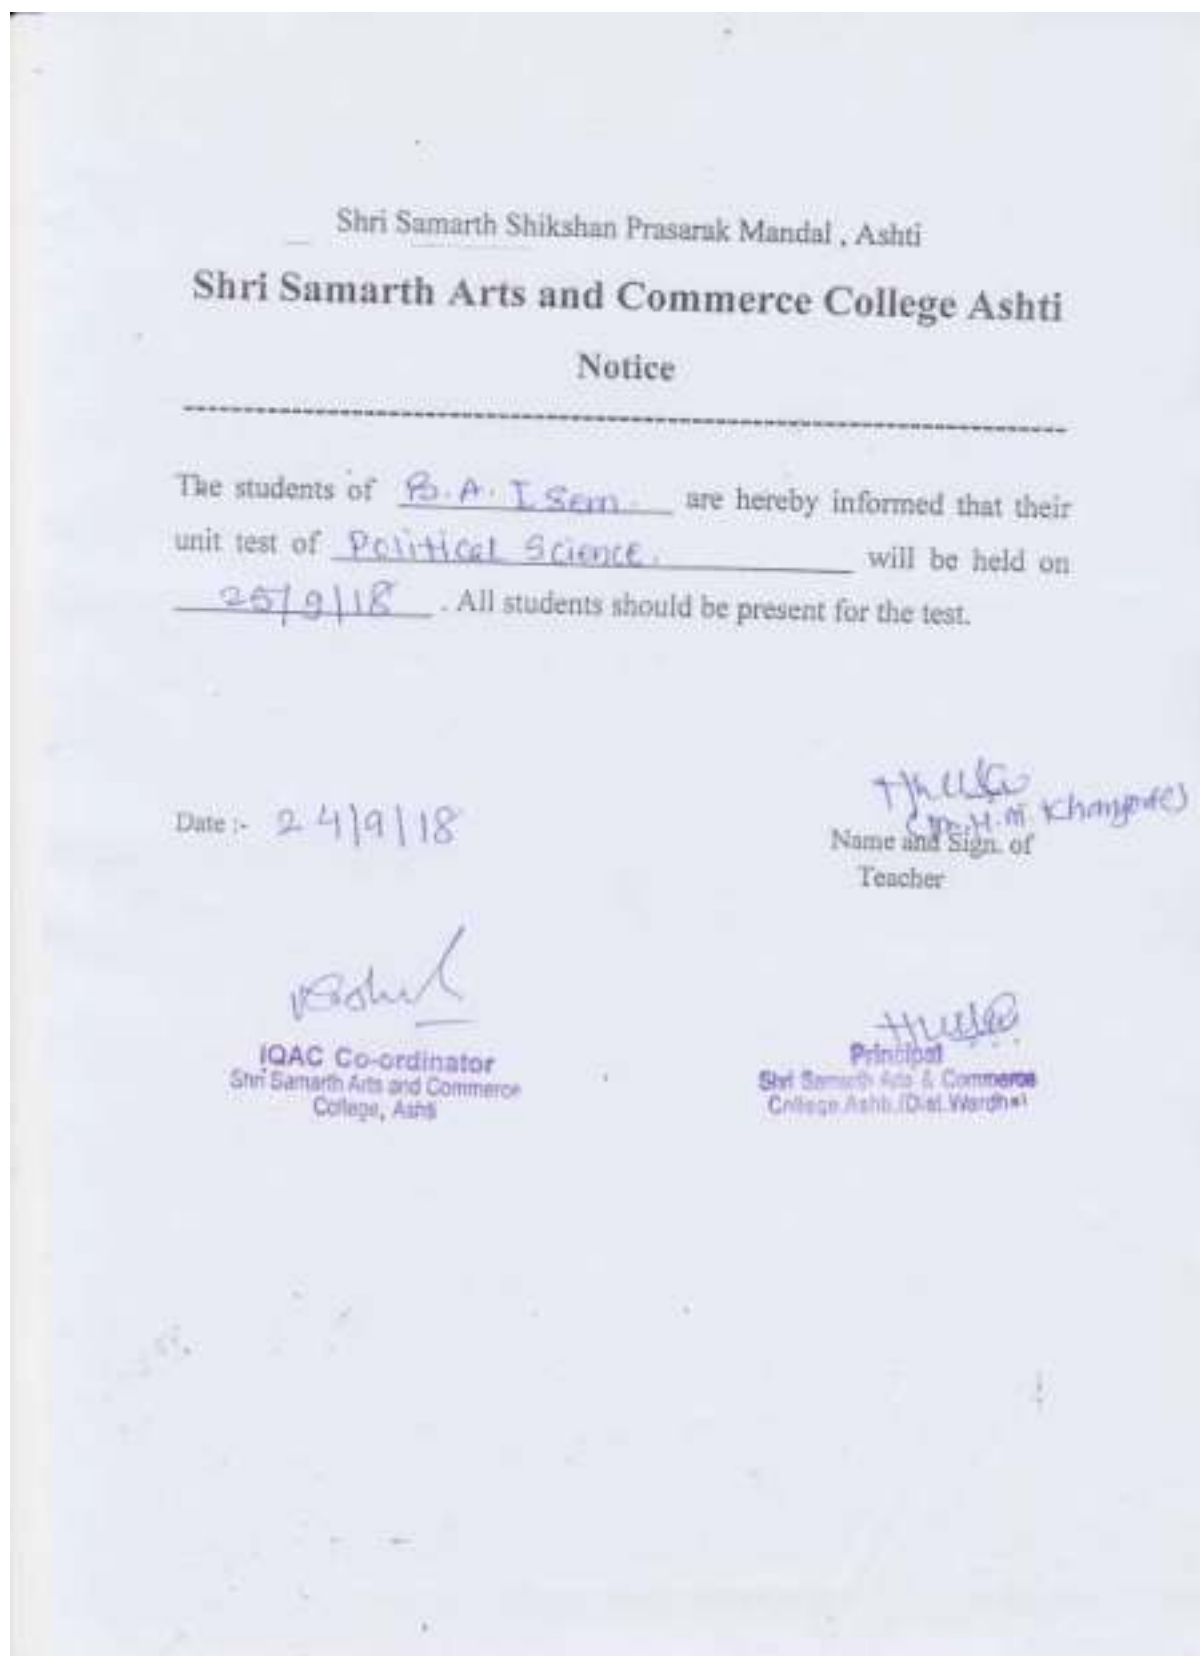 Shri Samarth Shikshan Prasarak Mandal , Ashti
Shri Samarth Arts and Commerce College Ashti
Notice
The students of B.A. I Sem. are hereby informed that their
unit test of Political Science. will be held on
25/9/18 . All students should be present for the test.
Date :- 24/9/18
H.M
Name and Sign. of
Teacher
IQAC Co-ordinator
Shri Samarth Arts and Commerce
College, Ashti
Principal
Shri Samarth Arts & Commerce
College Ashti (Dist. Wardha)